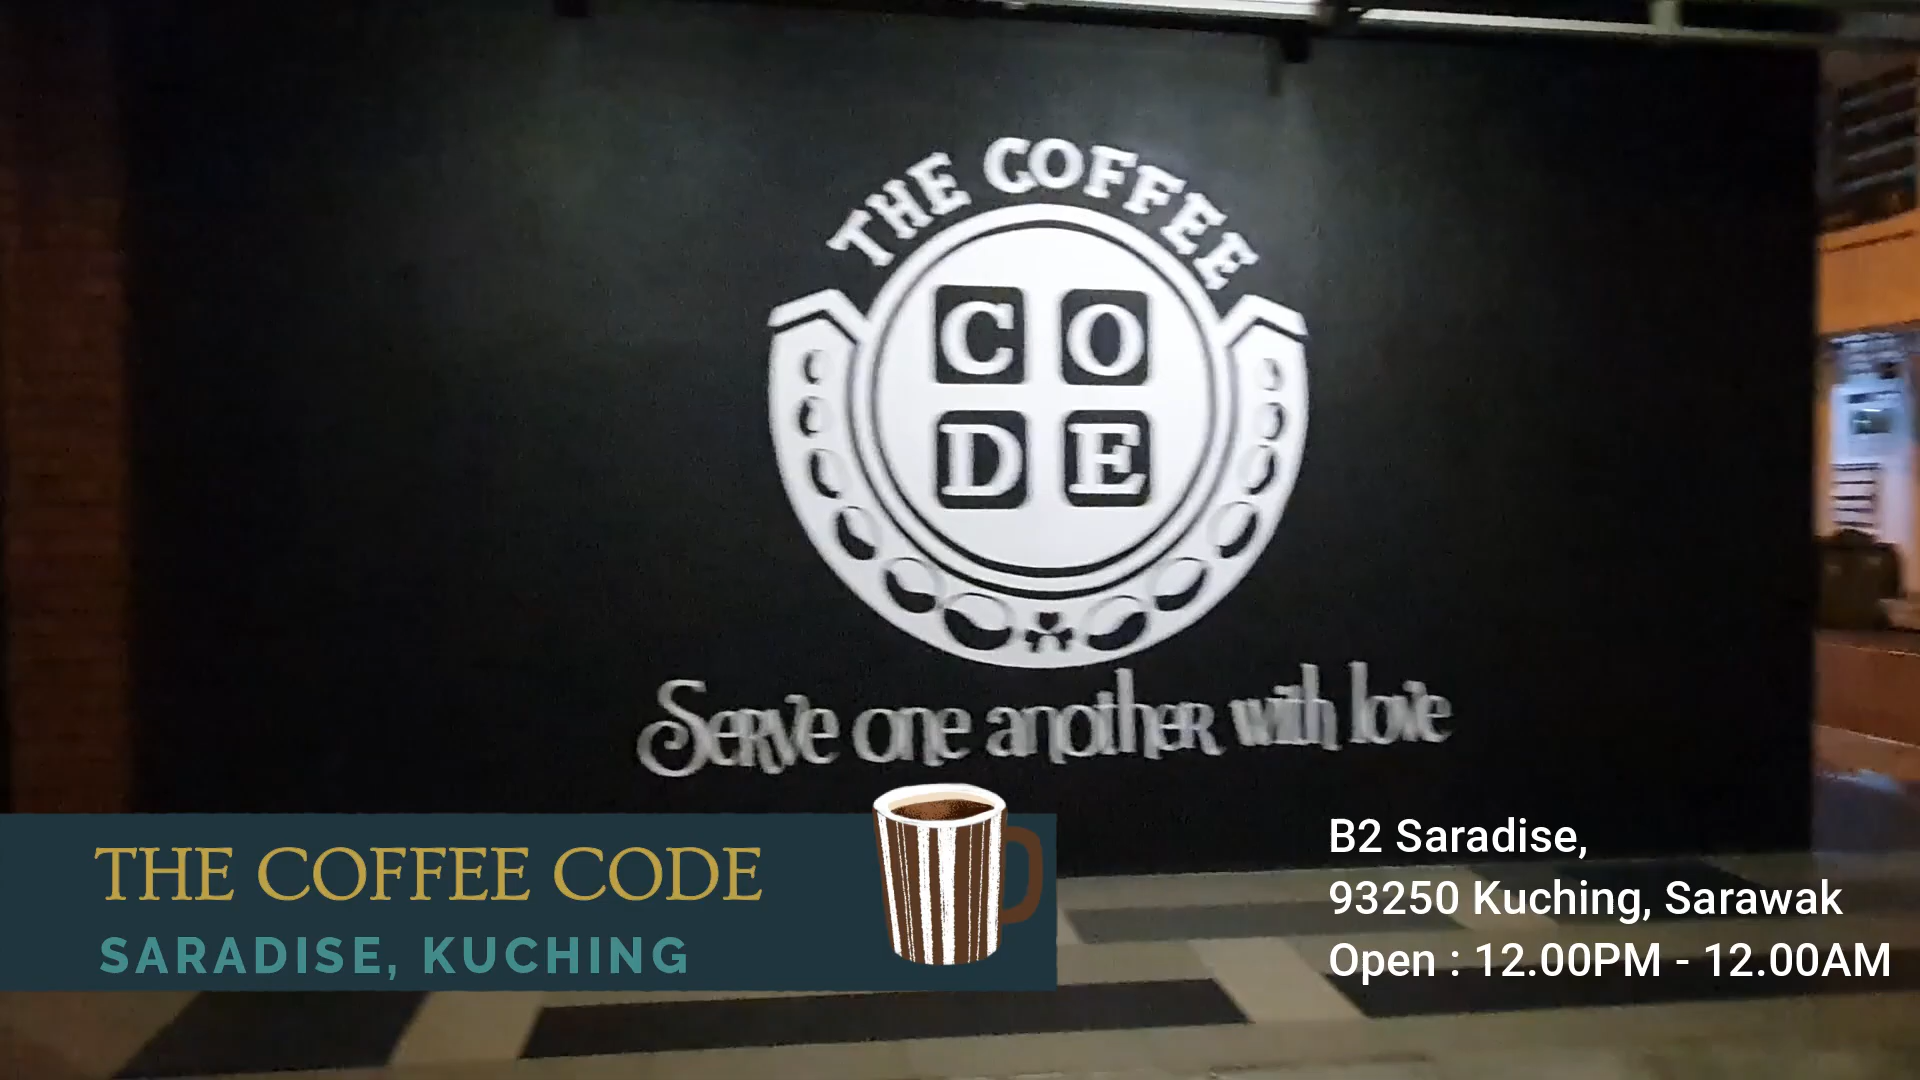 THE COFFEE
C O
D E
Serve one another with love
THE COFFEE CODE
SARADISE, KUCHING
B2 Saradise,
93250 Kuching, Sarawak
Open : 12.00PM - 12.00AM